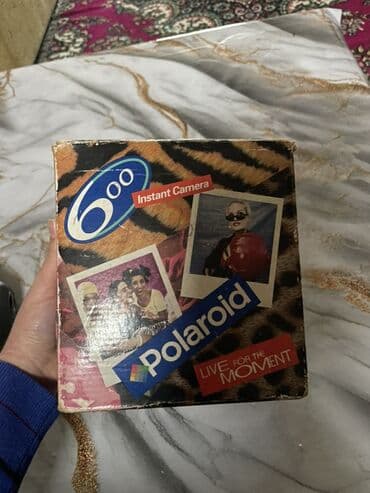 600
Instant Camera
Polaroid
LIVE FOR THE
MOMENT